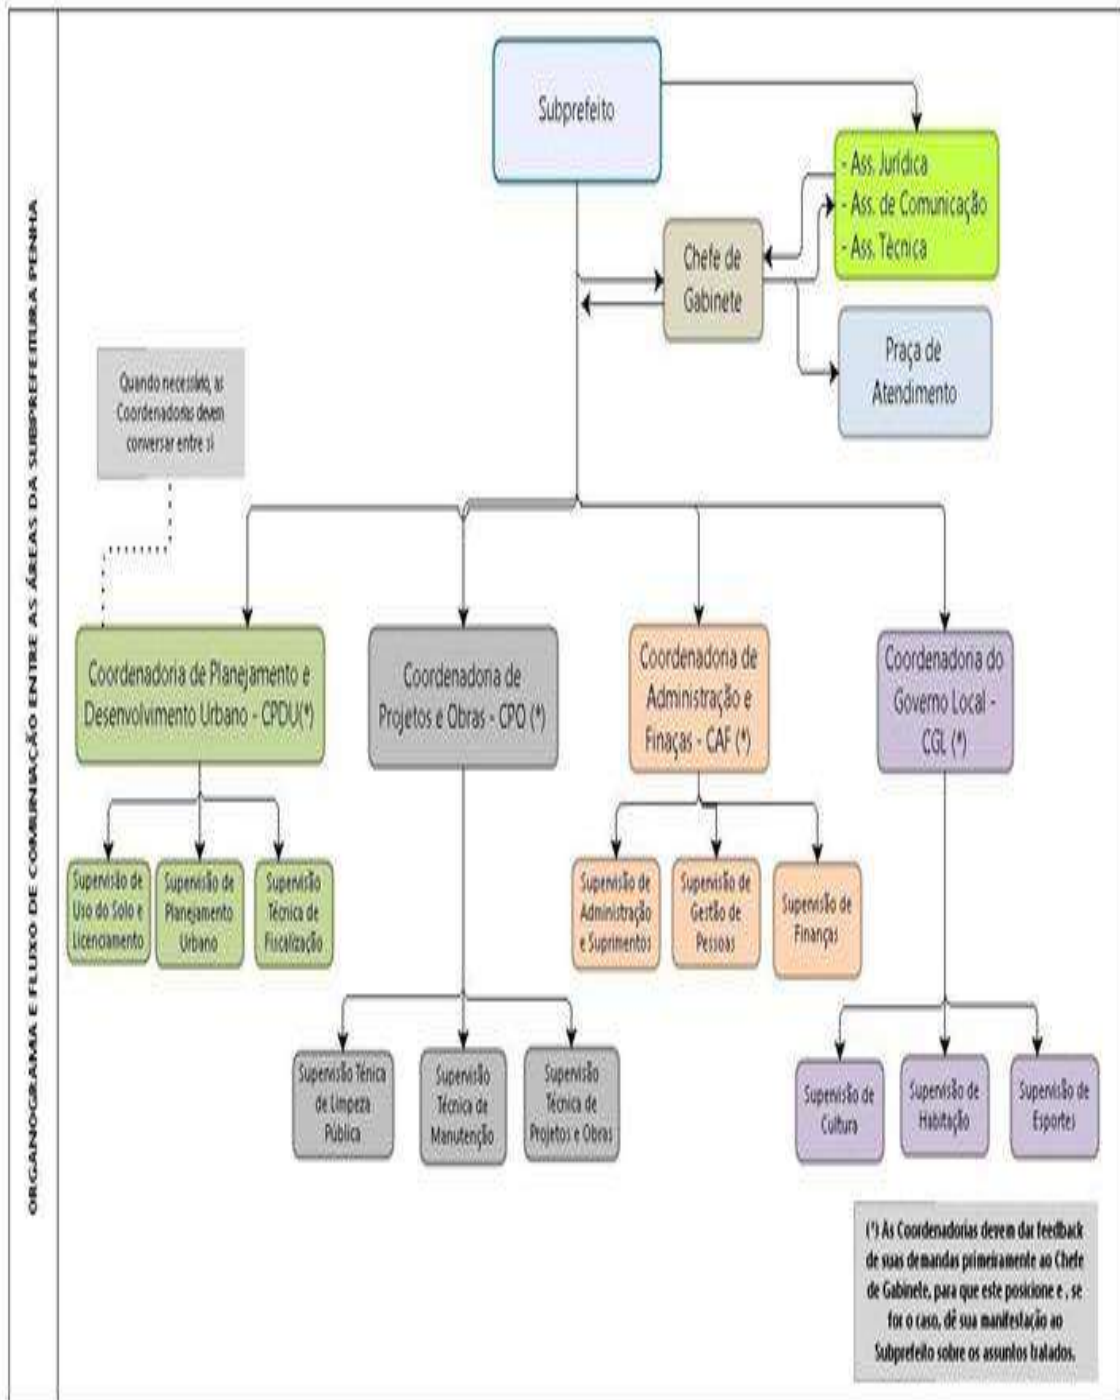 ORGANOGRAMA E FLUXO DE COMUNIAÇÃO ENTRE AS ÁREAS DA SUBPREFEITURA PENHA
Subprefeito
- Ass. Jurídica
- Ass. de Comunicação
- Ass. Técnica
Chefe de
Gabinete
Praça de
Atendimento
Quando necessário, as
Coordenadorias devem
conversar entre si
Coordenadoria de Planejamento e
Desenvolvimento Urbano - CPDU(*)
Coordenadoria de
Projetos e Obras - CPO (*)
Coordenadoria de
Administração e
Finaças - CAF (*)
Coordenadoria do
Governo Local -
CGL (*)
Supervisão de
Uso do Solo e
Licenciamento
Supervisão de
Planejamento
Urbano
Supervisão
Técnica de
Fiscalização
Supervisão de
Administração
e Suprimentos
Supervisão de
Gestão de
Pessoas
Supervisão de
Finanças
Supervisão Ténica
de Limpeza
Pública
Supervisão
Técnica de
Manutenção
Supervisão
Técnica de
Projetos e Obras
Supervisão de
Cultura
Supervisão de
Habitação
Supervisão de
Esportes
(*) As Coordenadorias devem dar feedback
de suas demandas primeiramente ao Chefe
de Gabinete, para que este posicione e , se
for o caso, dê sua manifestação ao
Subprefeito sobre os assuntos tratados.